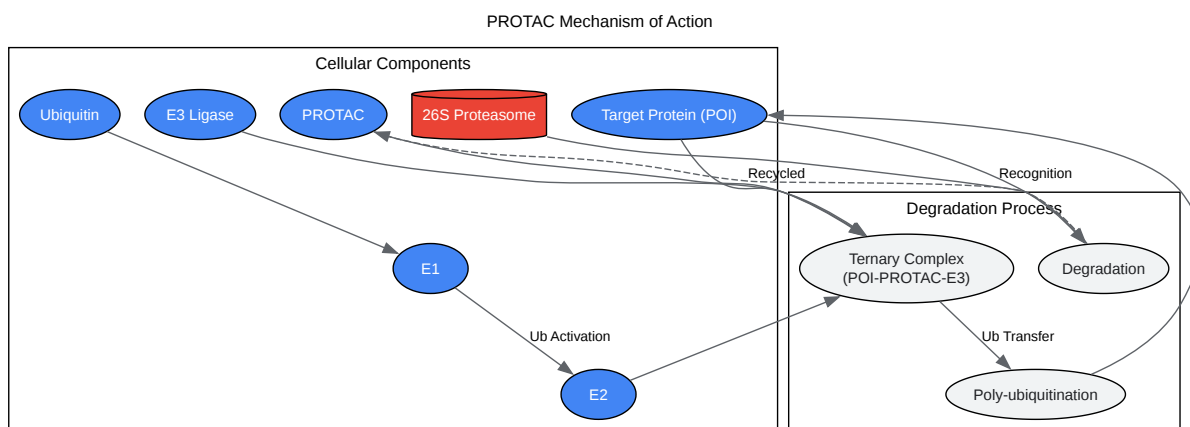 PROTAC Mechanism of Action
Cellular Components
Ubiquitin
E3 Ligase
PROTAC
26S Proteasome
Target Protein (POI)
Recycled
Recognition
Degradation Process
E1
Ternary Complex
(POI-PROTAC-E3)
Degradation
Ub Activation
Ub Transfer
E2
Poly-ubiquitination